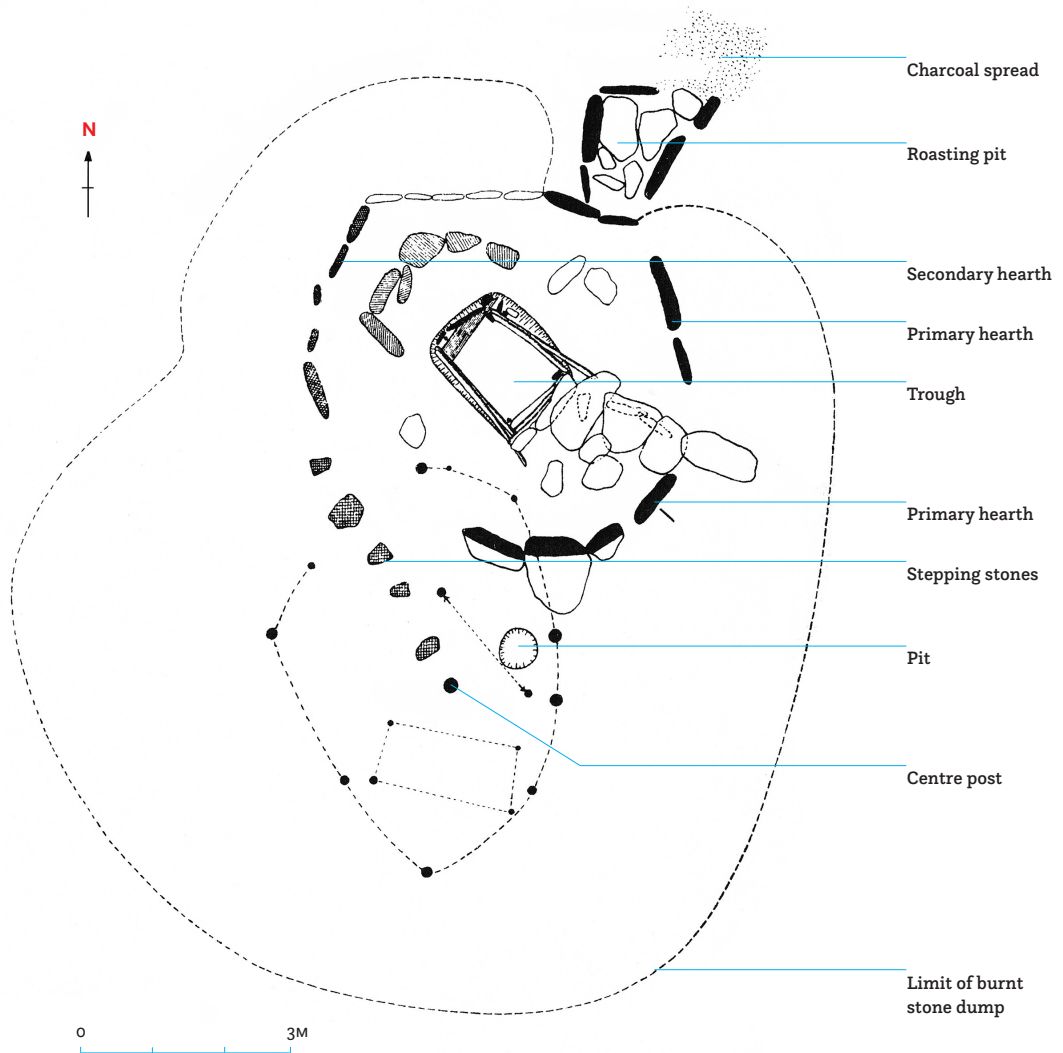 Charcoal spread
N
Roasting pit
Secondary hearth
Primary hearth
Trough
Primary hearth
Stepping stones
Pit
Centre post
Limit of burnt
stone dump
0 3M